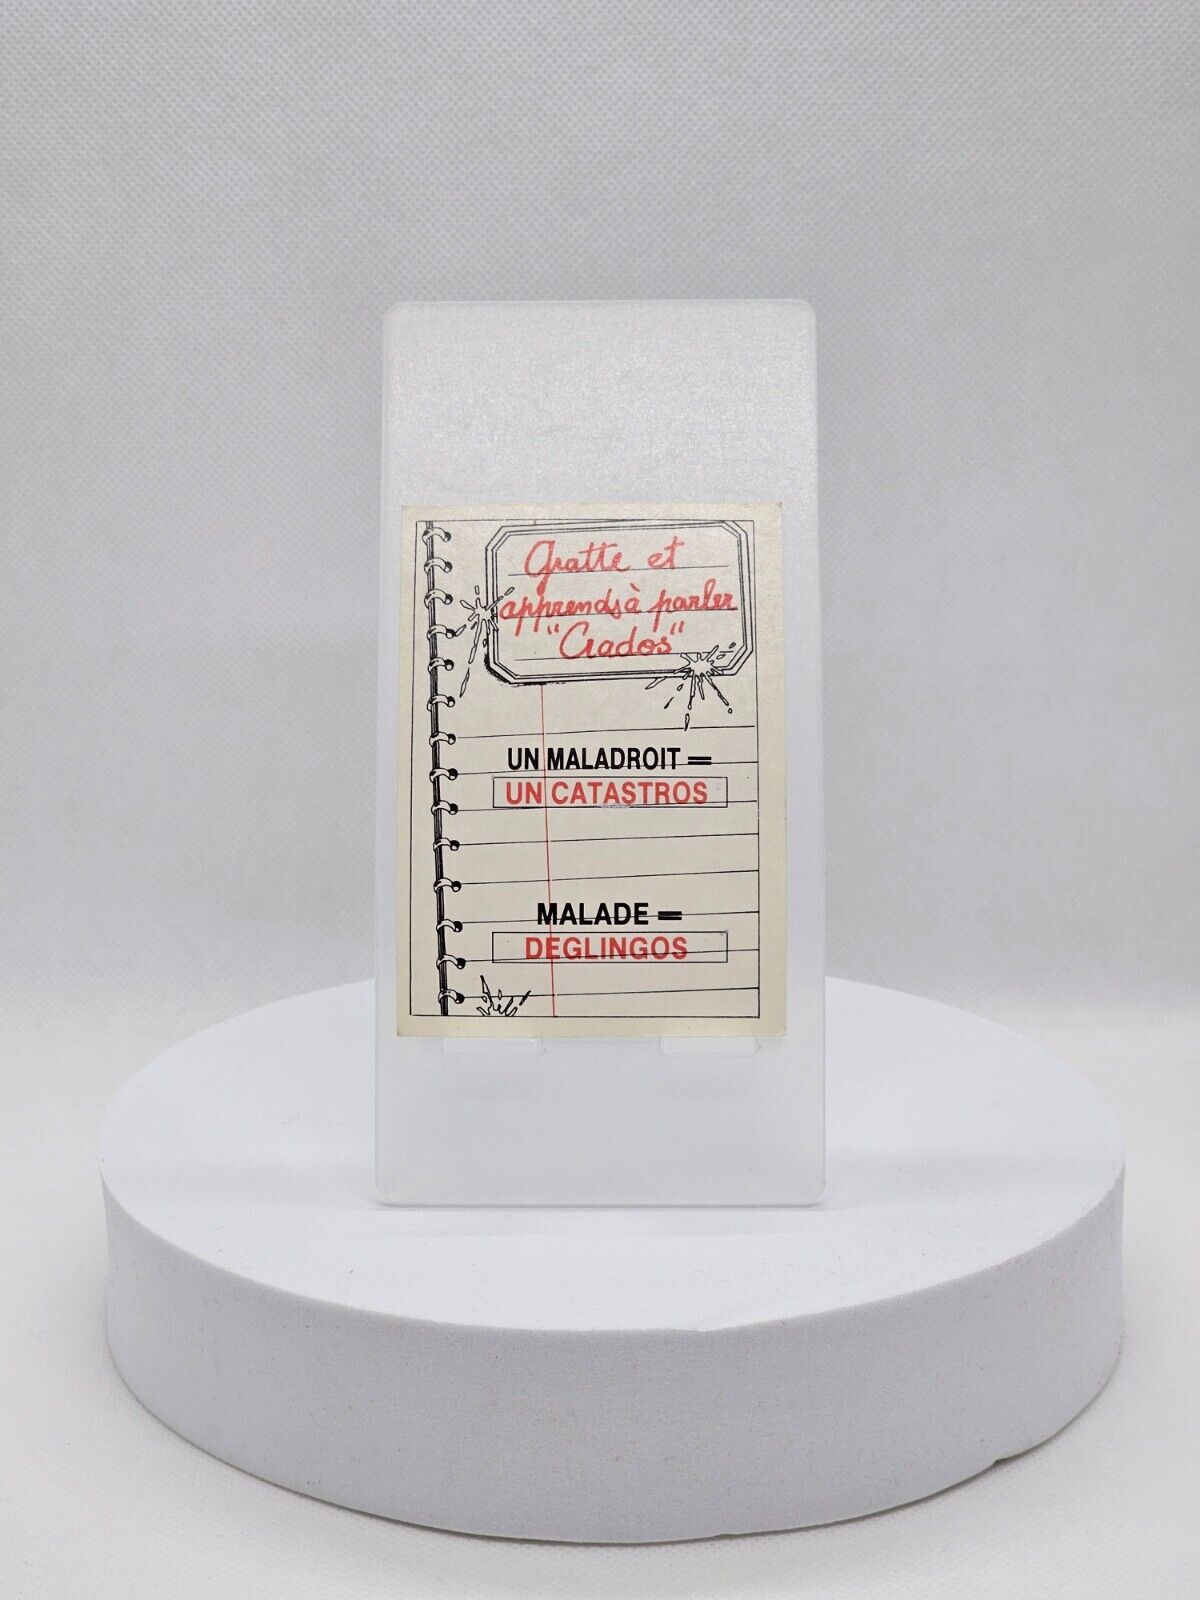 Gratte et
apprends à parler
"Crados"
UN MALADROIT =
UN CATASTROS
MALADE =
DEGLINGOS